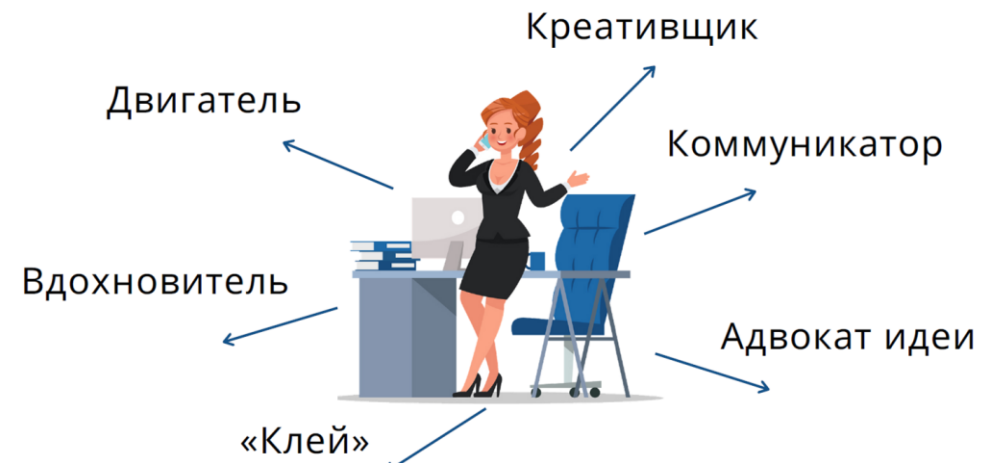 Креативщик
Двигатель
Коммуникатор
Вдохновитель
Адвокат идеи
«Клей»